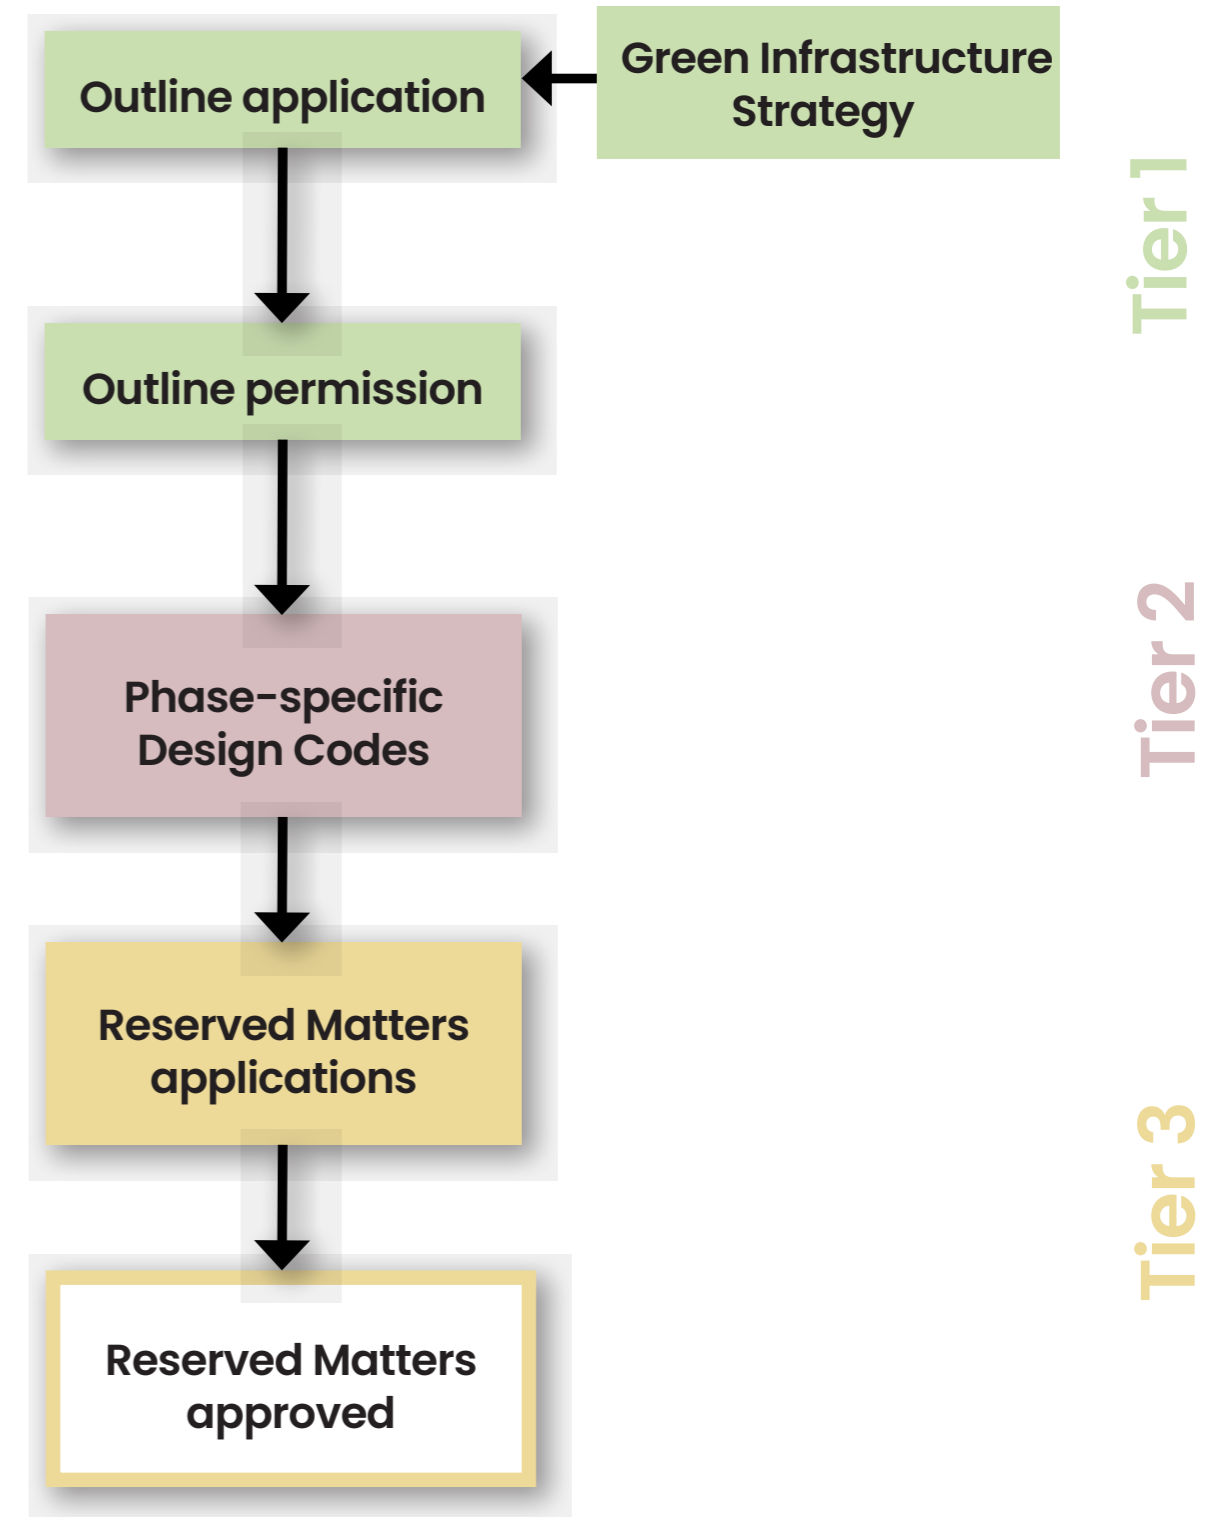 Outline application
Green Infrastructure
Strategy
Tier 1
Outline permission
Phase-specific
Design Codes
Tier 2
Reserved Matters
applications
Tier 3
Reserved Matters
approved